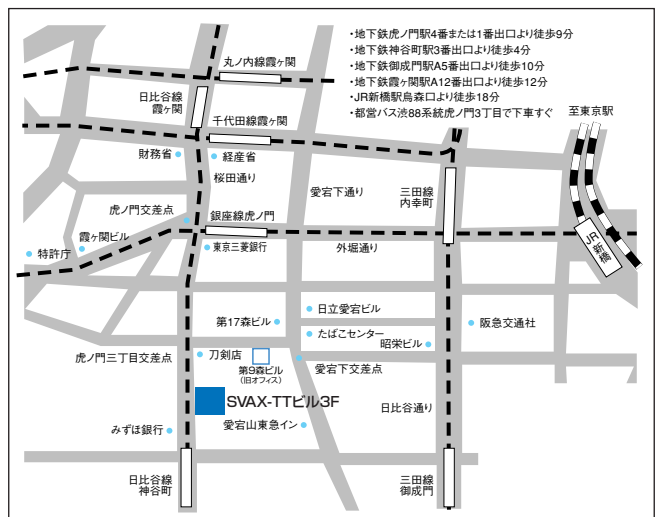 ・地下鉄虎ノ門駅4番または1番出口より徒歩9分
・地下鉄神谷町駅3番出口より徒歩4分
・地下鉄御成門駅A5番出口より徒歩10分
・地下鉄霞ヶ関駅A12番出口より徒歩12分
・JR新橋駅烏森口より徒歩18分
・都営バス渋88系統虎ノ門3丁目で下車すぐ
丸ノ内線霞ヶ関
日比谷線
霞ヶ関
千代田線霞ヶ関
至東京駅
財務省
経産省
桜田通り
愛宕下通り
三田線
内幸町
虎ノ門交差点
銀座線虎ノ門
霞ヶ関ビル
特許庁
東京三菱銀行
外堀通り
JR新橋
日立愛宕ビル
第17森ビル
たばこセンター
阪急交通社
昭栄ビル
虎ノ門三丁目交差点
刀剣店
第9森ビル
(旧オフィス)
愛宕下交差点
SVAX-TTビル3F
日比谷通り
みずほ銀行
愛宕山東急イン
日比谷線
神谷町
三田線
御成門